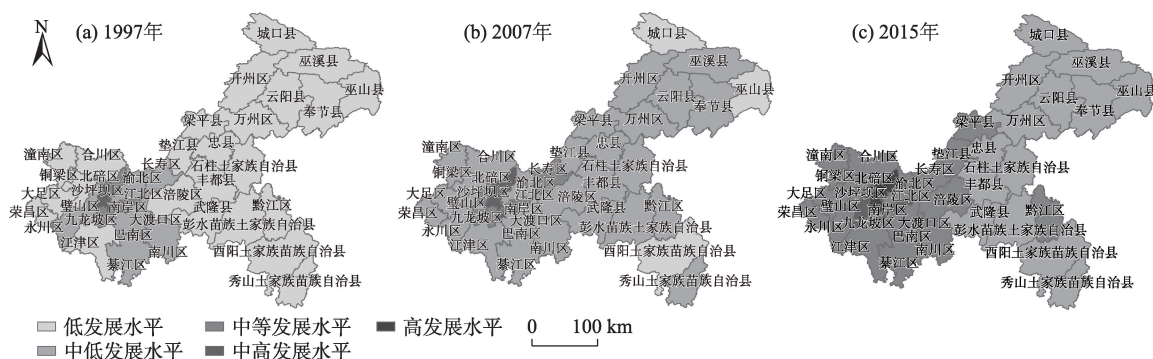 N
(a) 1997年
城口县
巫溪县
开州区
云阳县
巫山县
奉节县
万州区
梁平县
忠县
垫江县
潼南区
合川区
长寿区
石柱土家族自治县
铜梁区
北碚区
渝北区
丰都县
大足区
沙坪坝区
江北区
涪陵区
璧山区
南岸区
武隆县
黔江区
荣昌区
九龙坡区
大渡口区
永川区
巴南区
彭水苗族土家族自治县
江津区
南川区
酉阳土家族苗族自治县
綦江区
秀山土家族苗族自治县
(b) 2007年
城口县
巫溪县
开州区
云阳县
巫山县
奉节县
万州区
梁平县
忠县
垫江县
潼南区
合川区
长寿区
石柱土家族自治县
铜梁区
北碚区
渝北区
丰都县
大足区
沙坪坝区
江北区
涪陵区
璧山区
南岸区
武隆县
黔江区
荣昌区
九龙坡区
大渡口区
永川区
巴南区
彭水苗族土家族自治县
江津区
南川区
酉阳土家族苗族自治县
綦江区
秀山土家族苗族自治县
(c) 2015年
城口县
巫溪县
开州区
云阳县
巫山县
奉节县
万州区
梁平县
忠县
垫江县
潼南区
合川区
长寿区
石柱土家族自治县
铜梁区
北碚区
渝北区
丰都县
大足区
沙坪坝区
江北区
涪陵区
璧山区
南岸区
武隆县
黔江区
荣昌区
九龙坡区
大渡口区
永川区
巴南区
彭水苗族土家族自治县
江津区
南川区
酉阳土家族苗族自治县
綦江区
秀山土家族苗族自治县
低发展水平
中等发展水平
高发展水平
0 100 km
中低发展水平
中高发展水平